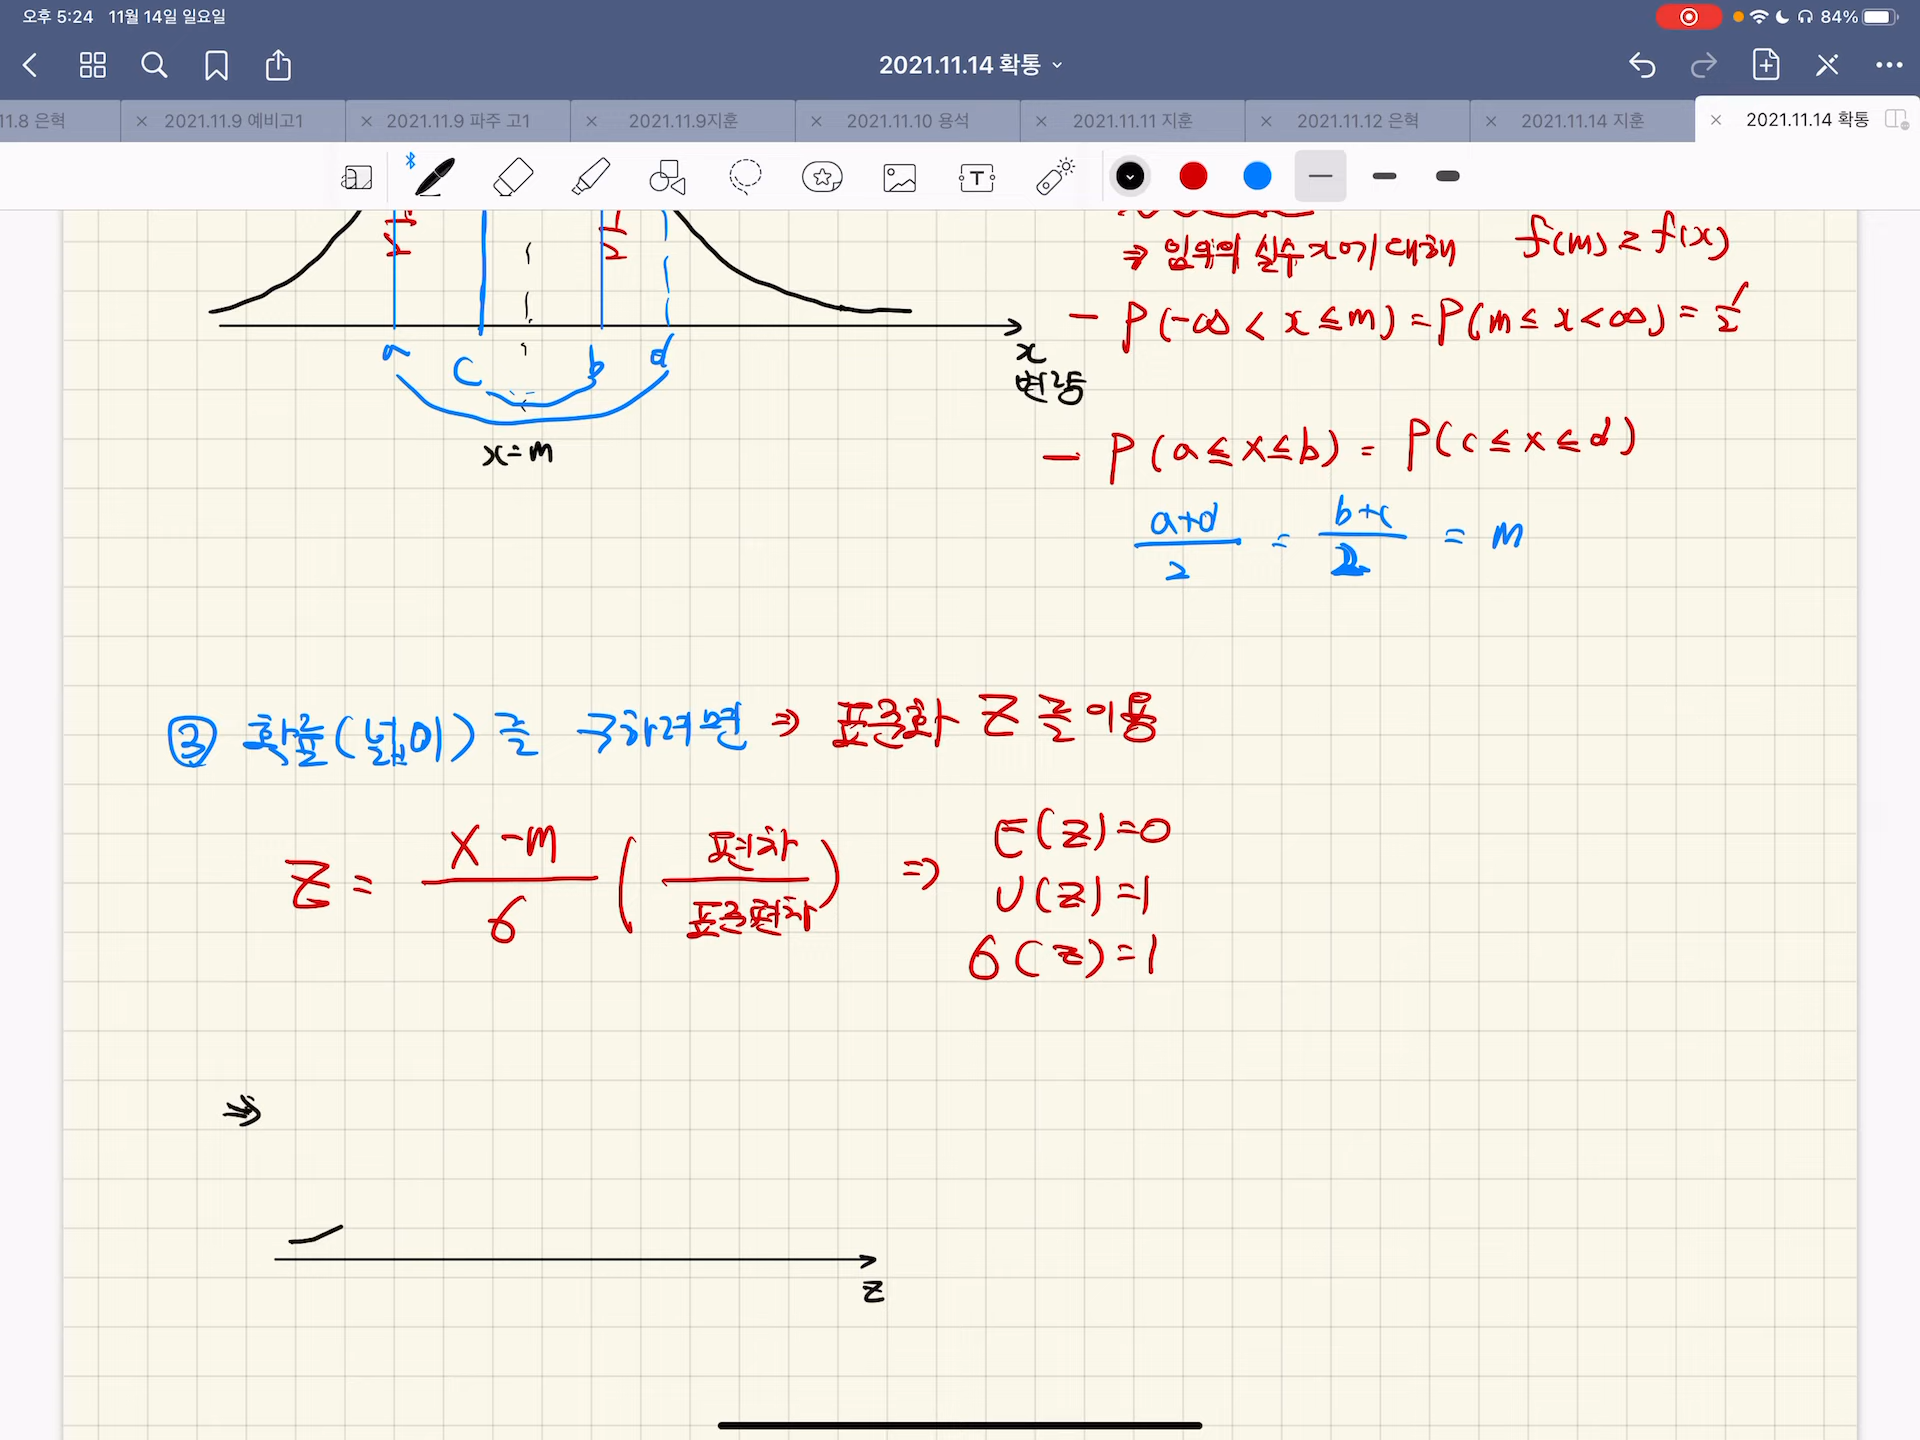 오후 5:24 11월 14일 일요일
84%
2021.11.14 확통
11.8 은혁
2021.11.9 예비고1
2021.11.9 파주 고1
2021.11.9지훈
2021.11.10 용석
2021.11.11 지훈
2021.11.12 은혁
2021.11.14 지훈
2021.11.14 확통
⇒ 임의의 실수 x에 대해 f(m) ≥ f(x)
- P(-∞ < x ≤ m) = P(m ≤ x < ∞) = 1/2
a c b d
x
변량
x=m
- P(a ≤ x ≤ b) = P(c ≤ x ≤ d)
(a+d)/2 = (b+c)/2 = m
③ 확률(넓이)를 구하려면 ⇒ 표준화 Z를 이용
Z = (X-m)/σ (편차/표준편차) ⇒ E(Z)=0
V(Z)=1
σ(Z)=1
⇒
z